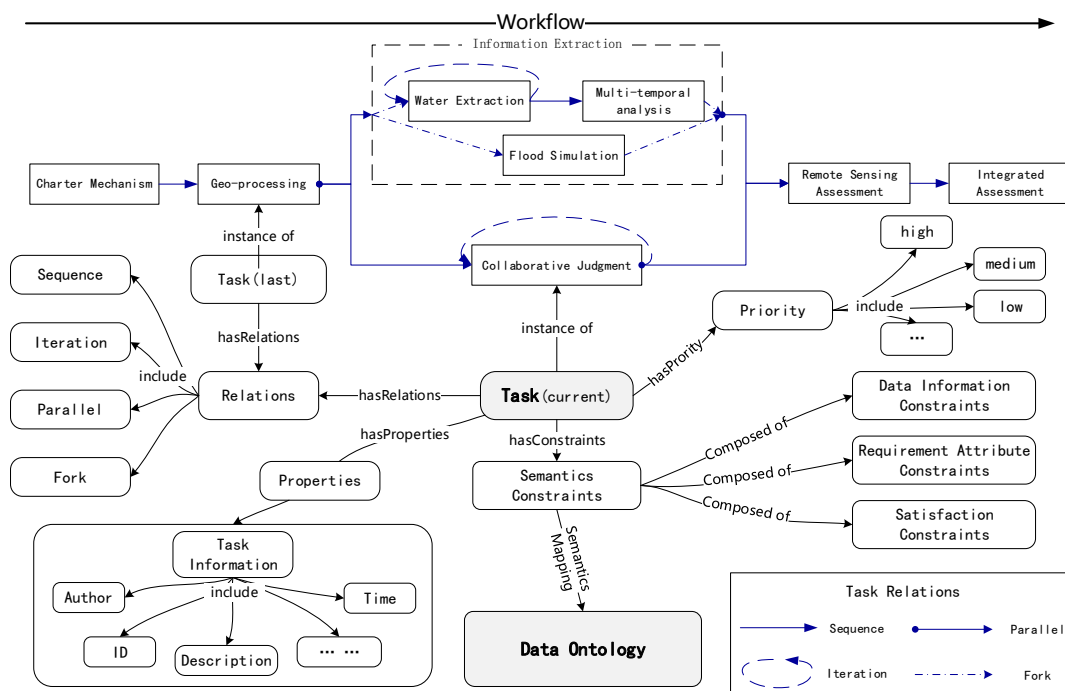 Workflow
Information Extraction
Water Extraction
Multi-temporal
analysis
Flood Simulation
Charter Mechanism
Geo-processing
Remote Sensing
Assessment
Integrated
Assessment
Collaborative Judgment
instance of
Task(last)
hasRelations
Sequence
Iteration
include
Parallel
Fork
Relations
hasRelations
Task(current)
instance of
hasPrority
Priority
include
high
medium
low
…
hasProperties
Properties
hasConstraints
Semantics
Constraints
Composed of
Data Information
Constraints
Composed of
Requirement Attribute
Constraints
Composed of
Satisfaction
Constraints
Semantics
Mapping
Data Ontology
Task
Information
include
Author
Time
ID
Description
… …
Task Relations
Sequence
Parallel
Iteration
Fork